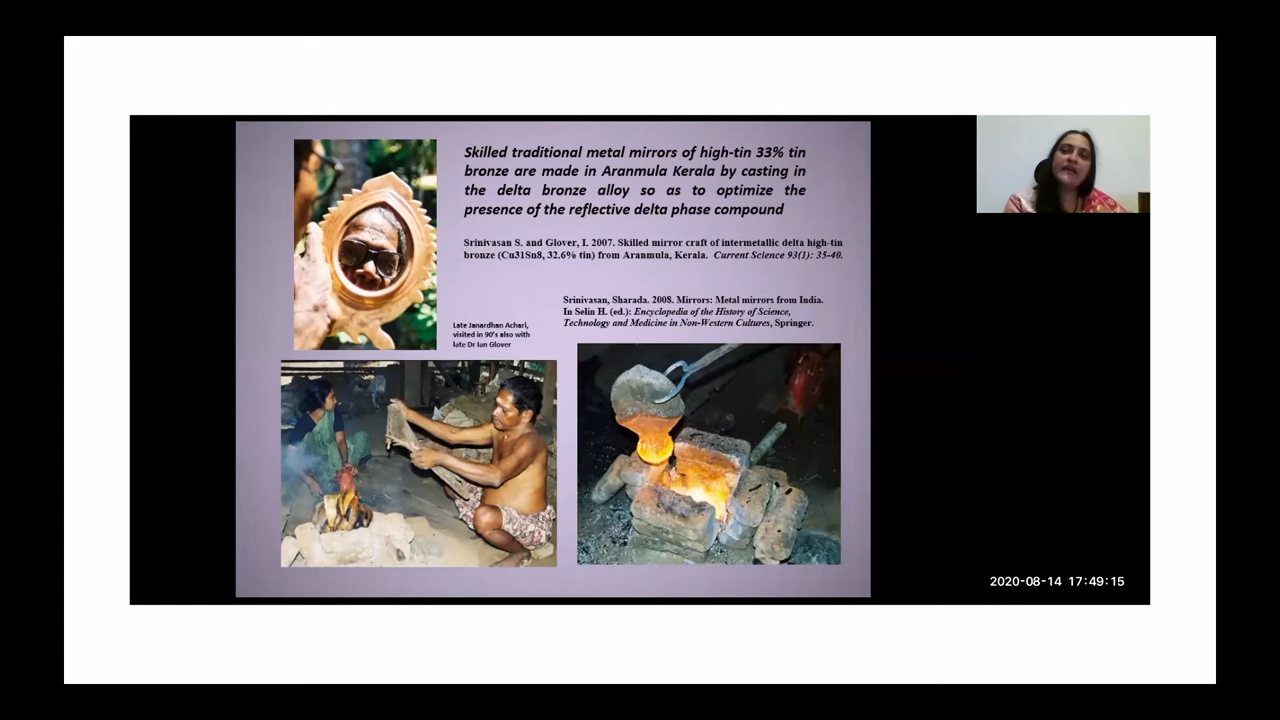 Skilled traditional metal mirrors of high-tin 33% tin
bronze are made in Aranmula Kerala by casting in
the delta bronze alloy so as to optimize the
presence of the reflective delta phase compound
Srinivasan S. and Glover, I. 2007. Skilled mirror craft of intermetallic delta high-tin
bronze (Cu31Sn8, 32.6% tin) from Aranmula, Kerala. Current Science 93(1): 35-40.
Srinivasan, Sharada. 2008. Mirrors: Metal mirrors from India.
In Selin H. (ed.): Encyclopedia of the History of Science,
Technology and Medicine in Non-Western Cultures, Springer.
Late Janardhan Achari,
visited in 90's also with
late Dr Ian Glover
2020-08-14 17:49:15